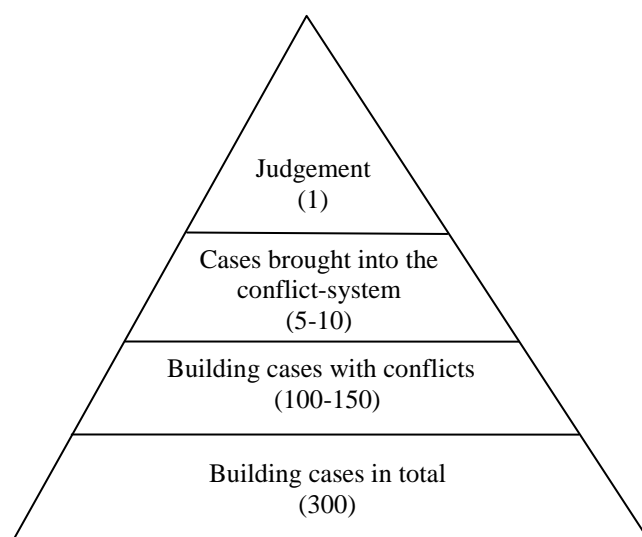 Judgement
(1)
Cases brought into the
conflict-system
(5-10)
Building cases with conflicts
(100-150)
Building cases in total
(300)